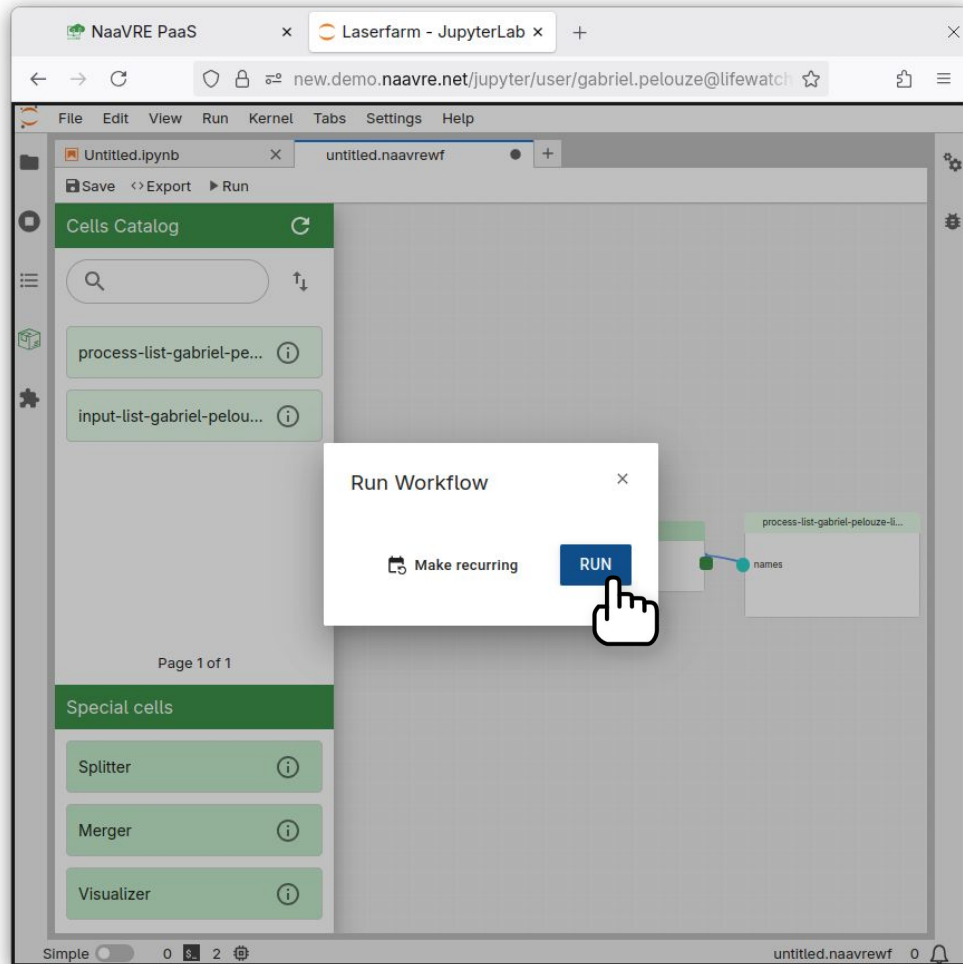 NaaVRE PaaS
Laserfarm - JupyterLab
new.demo.naavre.net/jupyter/user/gabriel.pelouze@lifewatch
File Edit View Run Kernel Tabs Settings Help
Untitled.ipynb
untitled.naavrewf
Save Export Run
Cells Catalog
process-list-gabriel-pe...
input-list-gabriel-pelou...
Run Workflow
process-list-gabriel-pelouze-li...
names
Make recurring
RUN
Page 1 of 1
Special cells
Splitter
Merger
Visualizer
Simple 0 2 untitled.naavrewf 0